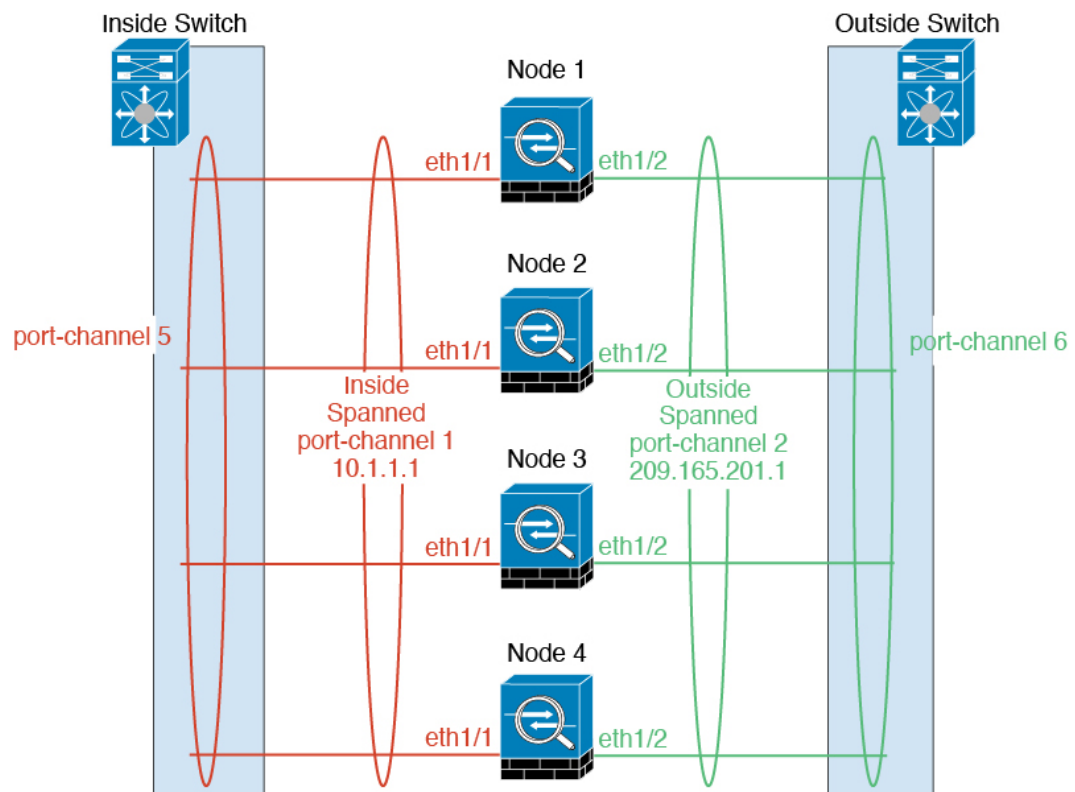 Inside Switch
Outside Switch
Node 1
eth1/1
eth1/2
Node 2
port-channel 5
eth1/1
eth1/2
port-channel 6
Inside
Spanned
port-channel 1
10.1.1.1
Outside
Spanned
port-channel 2
209.165.201.1
Node 3
eth1/1
eth1/2
Node 4
eth1/1
eth1/2